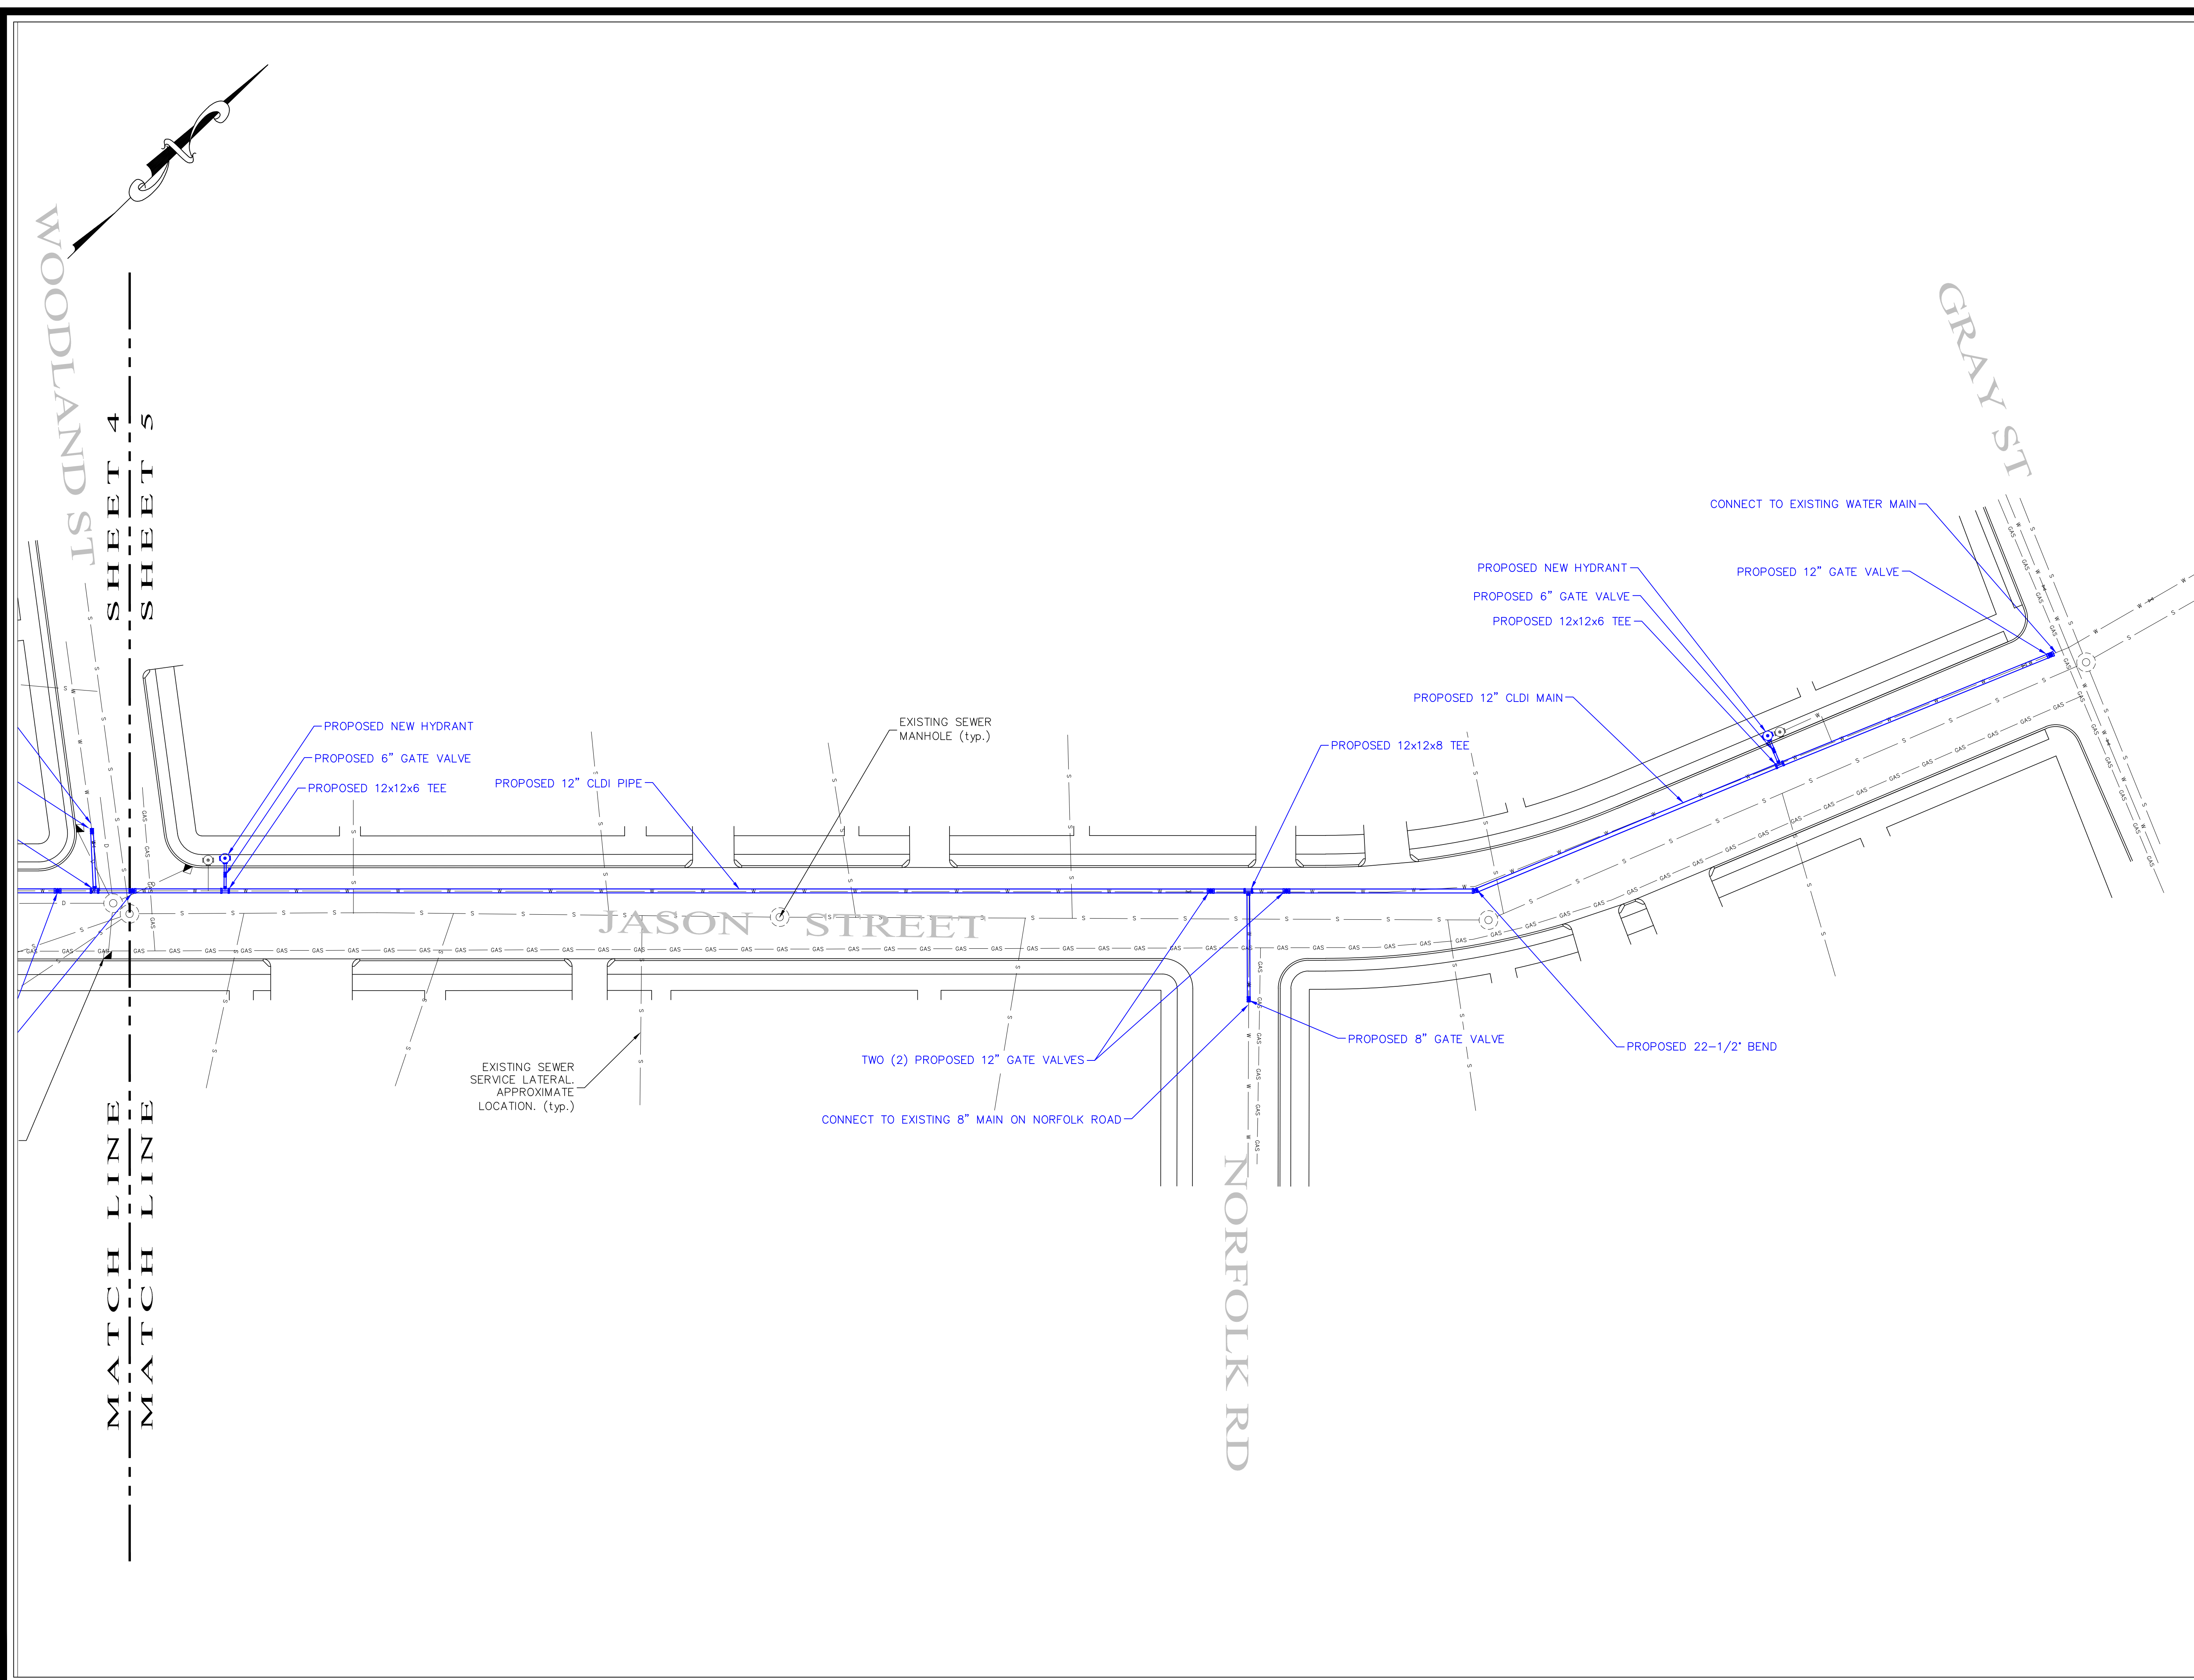 WOODLAND ST
SHEET 4
SHEET 5
GRAY ST
CONNECT TO EXISTING WATER MAIN
PROPOSED NEW HYDRANT
PROPOSED 12" GATE VALVE
PROPOSED 6" GATE VALVE
PROPOSED 12x12x6 TEE
PROPOSED 12" CLDI MAIN
PROPOSED NEW HYDRANT
PROPOSED 6" GATE VALVE
PROPOSED 12x12x6 TEE
PROPOSED 12" CLDI PIPE
EXISTING SEWER
MANHOLE (typ.)
PROPOSED 12x12x8 TEE
JASON STREET
EXISTING SEWER
SERVICE LATERAL.
APPROXIMATE
LOCATION. (typ.)
TWO (2) PROPOSED 12" GATE VALVES
PROPOSED 8" GATE VALVE
PROPOSED 22-1/2° BEND
CONNECT TO EXISTING 8" MAIN ON NORFOLK ROAD
MATCH LINE
MATCH LINE
NORFOLK RD